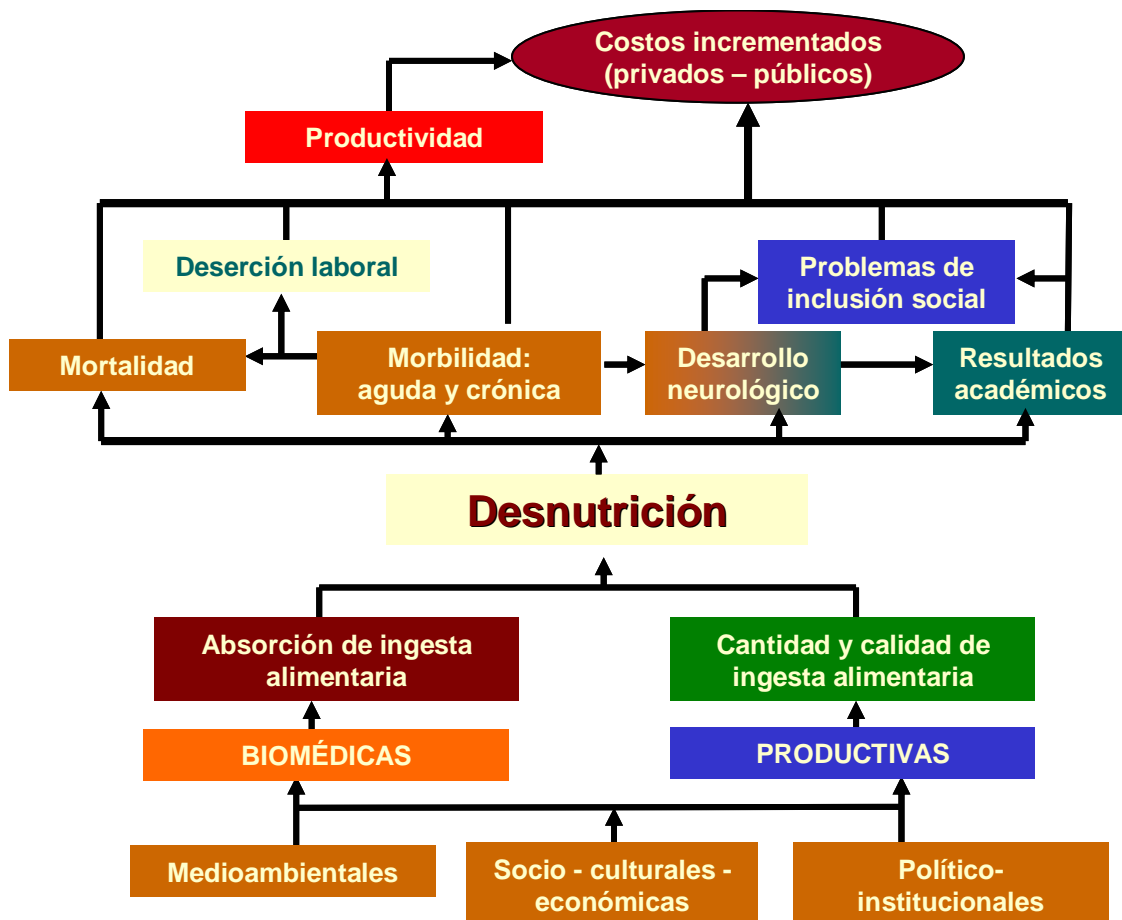 Costos incrementados
(privados – públicos)
Productividad
Deserción laboral
Problemas de
inclusión social
Mortalidad
Morbilidad:
aguda y crónica
Desarrollo
neurológico
Resultados
académicos
Desnutrición
Absorción de ingesta
alimentaria
Cantidad y calidad de
ingesta alimentaria
BIOMÉDICAS
PRODUCTIVAS
Medioambientales
Socio - culturales -
económicas
Político-
institucionales